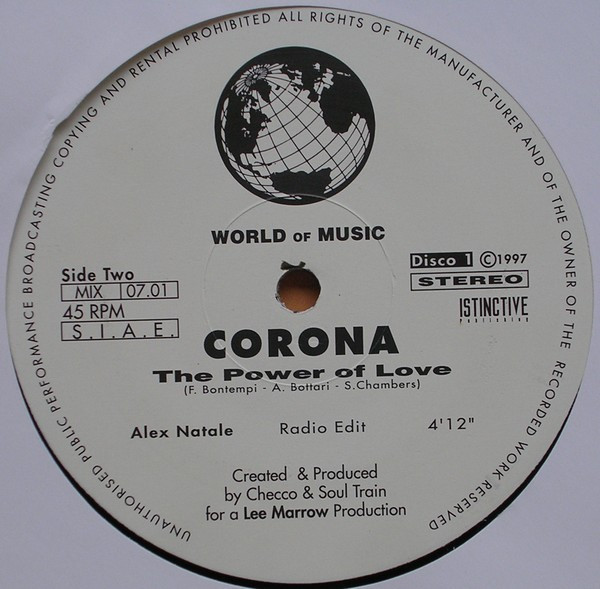 UNAUTHORISED PUBLIC PERFORMANCE BROADCASTING COPYING AND RENTAL PROHIBITED ALL RIGHTS OF THE MANUFACTURER AND OF THE OWNER OF THE RECORDED WORK RESERVED
WORLD OF MUSIC
Side Two
MIX 07.01
45 RPM
S.I.A.E.
Disco 1 ©1997
STEREO
ISTINCTIVE
Publishing
CORONA
The Power of Love
(F. Bontempi - A. Bottari - S.Chambers)
Alex Natale Radio Edit 4'12"
Created & Produced
by Checco & Soul Train
for a Lee Marrow Production